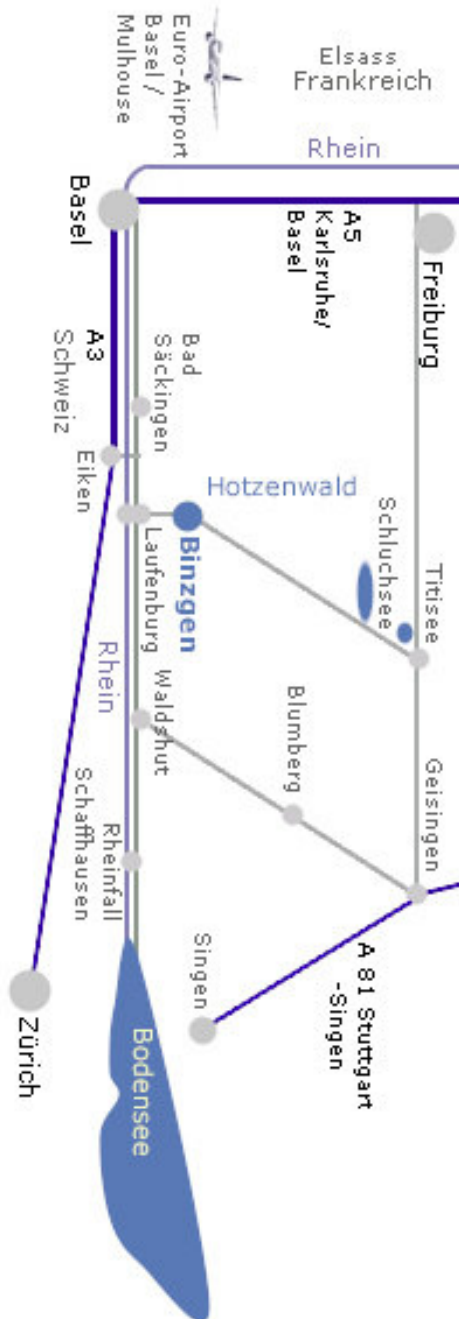 Elsass
Frankreich
Euro-Airport
Basel /
Mulhouse
Rhein
Basel
A5
Karlsruhe/
Basel
Freiburg
A3
Schweiz
Bad
Säckingen
Eiken
Hotzenwald
Binzgen
Laufenburg
Schluchsee
Titisee
Rhein
Waldshut
Blumberg
Geisingen
Rheinfall
Schaffhausen
Singen
A 81 Stuttgart
-Singen
Zürich
Bodensee